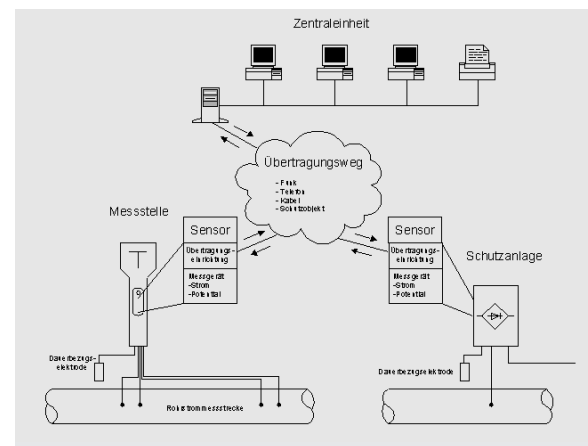 Zentraleinheit
Übertragungsweg
- Funk
- Telefon
- Kabel
- Schutzobjekt
Messstelle
Sensor
Übertragungs-
einrichtung
Messgerät
-Strom
-Potential
Sensor
Übertragungs-
einrichtung
Messgerät
-Strom
-Potential
Schutzanlage
Dauerbezugs-
elektrode
Dauerbezugselektrode
Rohrstrommessstrecke